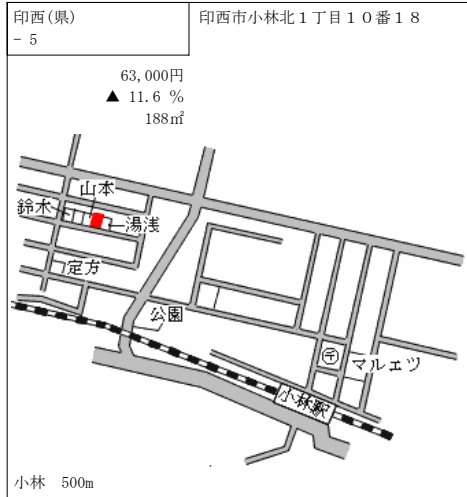 印西(県)
- 5
印西市小林北１丁目１０番１８
63,000円
▲ 11.6 %
188㎡
山本
鈴木
湯浅
定方
公園
〒
マルエツ
小林駅
小林 500m